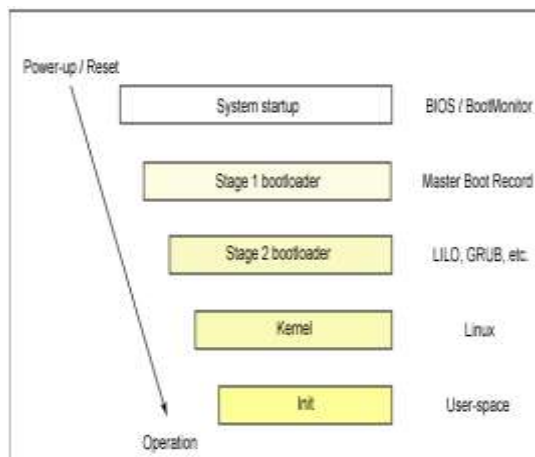 Power-up / Reset
System startup BIOS / BootMonitor
Stage 1 bootloader Master Boot Record
Stage 2 bootloader LILO, GRUB, etc.
Kernel Linux
Init User-space
Operation